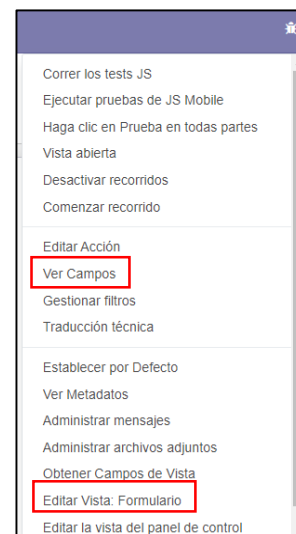 Correr los tests JS
Ejecutar pruebas de JS Mobile
Haga clic en Prueba en todas partes
Vista abierta
Desactivar recorridos
Comenzar recorrido
Editar Acción
Ver Campos
Gestionar filtros
Traducción técnica
Establecer por Defecto
Ver Metadatos
Administrar mensajes
Administrar archivos adjuntos
Obtener Campos de Vista
Editar Vista: Formulario
Editar la vista del panel de control